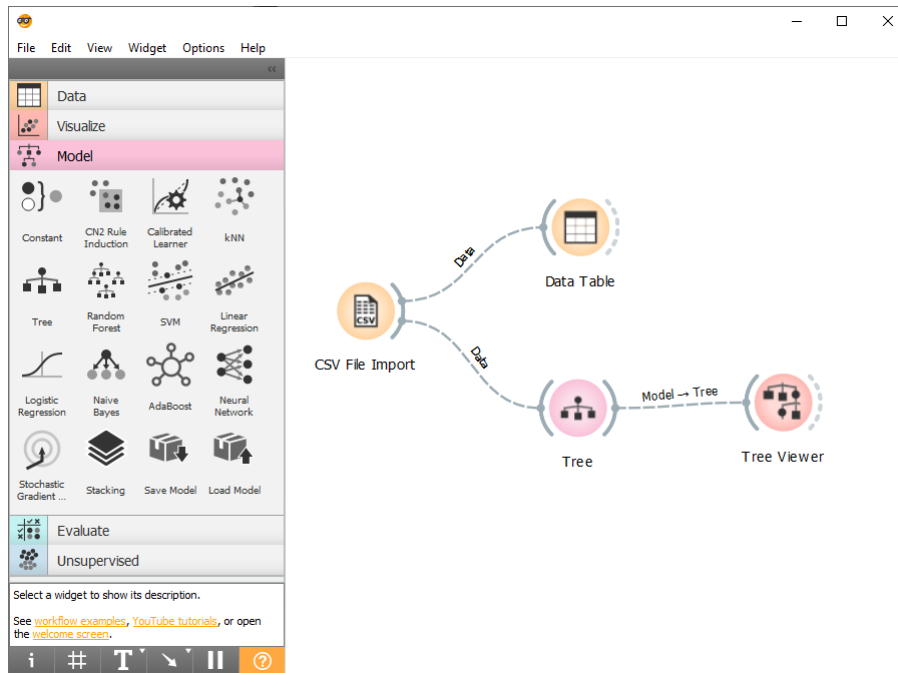 File Edit View Widget Options Help
Data
Visualize
Model
Constant
CN2 Rule
Induction
Calibrated
Learner
kNN
Tree
Random
Forest
SVM
Linear
Regression
Logistic
Regression
Naive
Bayes
AdaBoost
Neural
Network
Stochastic
Gradient ...
Stacking
Save Model
Load Model
Evaluate
Unsupervised
Select a widget to show its description.
See workflow examples, YouTube tutorials, or open
the welcome screen.
CSV
CSV File Import
Data
Data Table
Data
Tree
Model → Tree
Tree Viewer